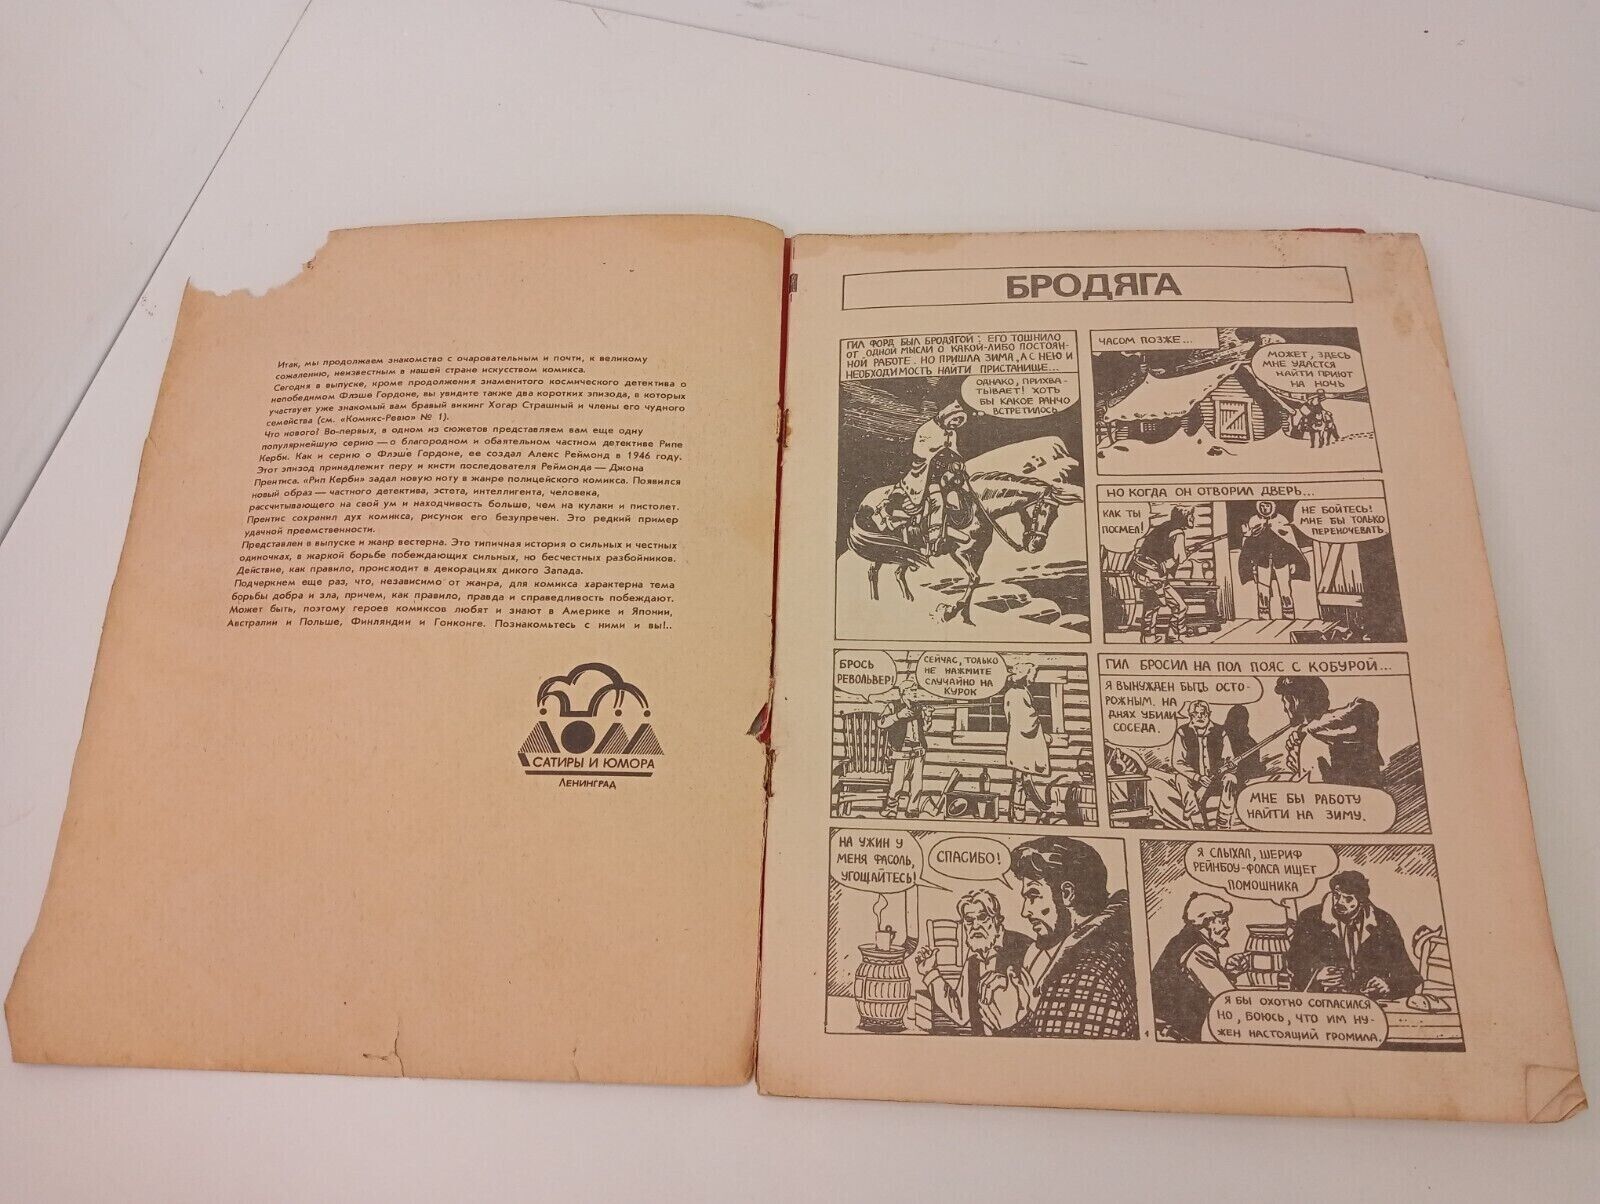 Итак, мы продолжаем знакомство с очаровательным и почти, к великому
сожалению, неизвестным в нашей стране искусством комикса.
Сегодня в выпуске, кроме продолжения знаменитого космического детектива о
непобедимом Флэше Гордоне, вы увидите также два коротких эпизода, в которых
участвует уже знакомый вам бравый викинг Хогар Страшный и члены его чудного
семейства (см. «Комикс-Ревю» № 1).
Что нового? Во-первых, в одном из сюжетов представляем вам еще одну
популярнейшую серию — о благородном и обаятельном частном детективе Рипе
Керби. Как и серию о Флэше Гордоне, ее создал Алекс Реймонд в 1946 году.
Этот эпизод принадлежит перу и кисти последователя Реймонда — Джона
Прентиса. «Рип Керби» задал новую ноту в жанре полицейского комикса. Появился
новый образ — частного детектива, эстета, интеллигента, человека,
рассчитывающего на свой ум и находчивость больше, чем на кулаки и пистолет.
Прентис сохранил дух комикса, рисунок его безупречен. Это редкий пример
удачной преемственности.
Представлен в выпуске и жанр вестерна. Это типичная история о сильных и честных
одиночках, в жаркой борьбе побеждающих сильных, но бесчестных разбойников.
Действие, как правило, происходит в декорациях дикого Запада.
Подчеркнем еще раз, что, независимо от жанра, для комикса характерна тема
борьбы добра и зла, причем, как правило, правда и справедливость побеждают.
Может быть, поэтому героев комиксов любят и знают в Америке и Японии,
Австралии и Польше, Финляндии и Гонконге. Познакомьтесь с ними и вы!..
ДОМ
САТИРЫ И ЮМОРА
ЛЕНИНГРАД
БРОДЯГА
ГИЛ ФОРД БЫЛ БРОДЯГОЙ: ЕГО ТОШНИЛО
ОТ ОДНОЙ МЫСЛИ О КАКОЙ-ЛИБО ПОСТОЯН-
НОЙ РАБОТЕ. НО ПРИШЛА ЗИМА, А С НЕЮ И
НЕОБХОДИМОСТЬ НАЙТИ ПРИСТАНИЩЕ...
ОДНАКО, ПРИХВА-
ТЫВАЕТ! ХОТЬ
БЫ КАКОЕ РАНЧО
ВСТРЕТИЛОСЬ
ЧАСОМ ПОЗЖЕ...
МОЖЕТ, ЗДЕСЬ
МНЕ УДАСТСЯ
НАЙТИ ПРИЮТ
НА НОЧЬ
НО КОГДА ОН ОТВОРИЛ ДВЕРЬ...
КАК ТЫ
ПОСМЕЛ!
НЕ БОЙТЕСЬ!
МНЕ БЫ ТОЛЬКО
ПЕРЕНОЧЕВАТЬ
БРОСЬ
РЕВОЛЬВЕР!
СЕЙЧАС, ТОЛЬКО
НЕ НАЖМИТЕ
СЛУЧАЙНО НА
КУРОК
ГИЛ БРОСИЛ НА ПОЛ ПОЯС С КОБУРОЙ...
Я ВЫНУЖДЕН БЫТЬ ОСТО-
РОЖНЫМ. НА
ДНЯХ УБИЛИ
СОСЕДА.
МНЕ БЫ РАБОТУ
НАЙТИ НА ЗИМУ.
НА УЖИН У
МЕНЯ ФАСОЛЬ,
УГОЩАЙТЕСЬ!
СПАСИБО!
Я СЛЫХАЛ, ШЕРИФ
РЕЙНБОУ-ФОЛСА ИЩЕТ
ПОМОЩНИКА
Я БЫ ОХОТНО СОГЛАСИЛСЯ
НО, БОЮСЬ, ЧТО ИМ НУ-
ЖЕН НАСТОЯЩИЙ ГРОМИЛА.
1